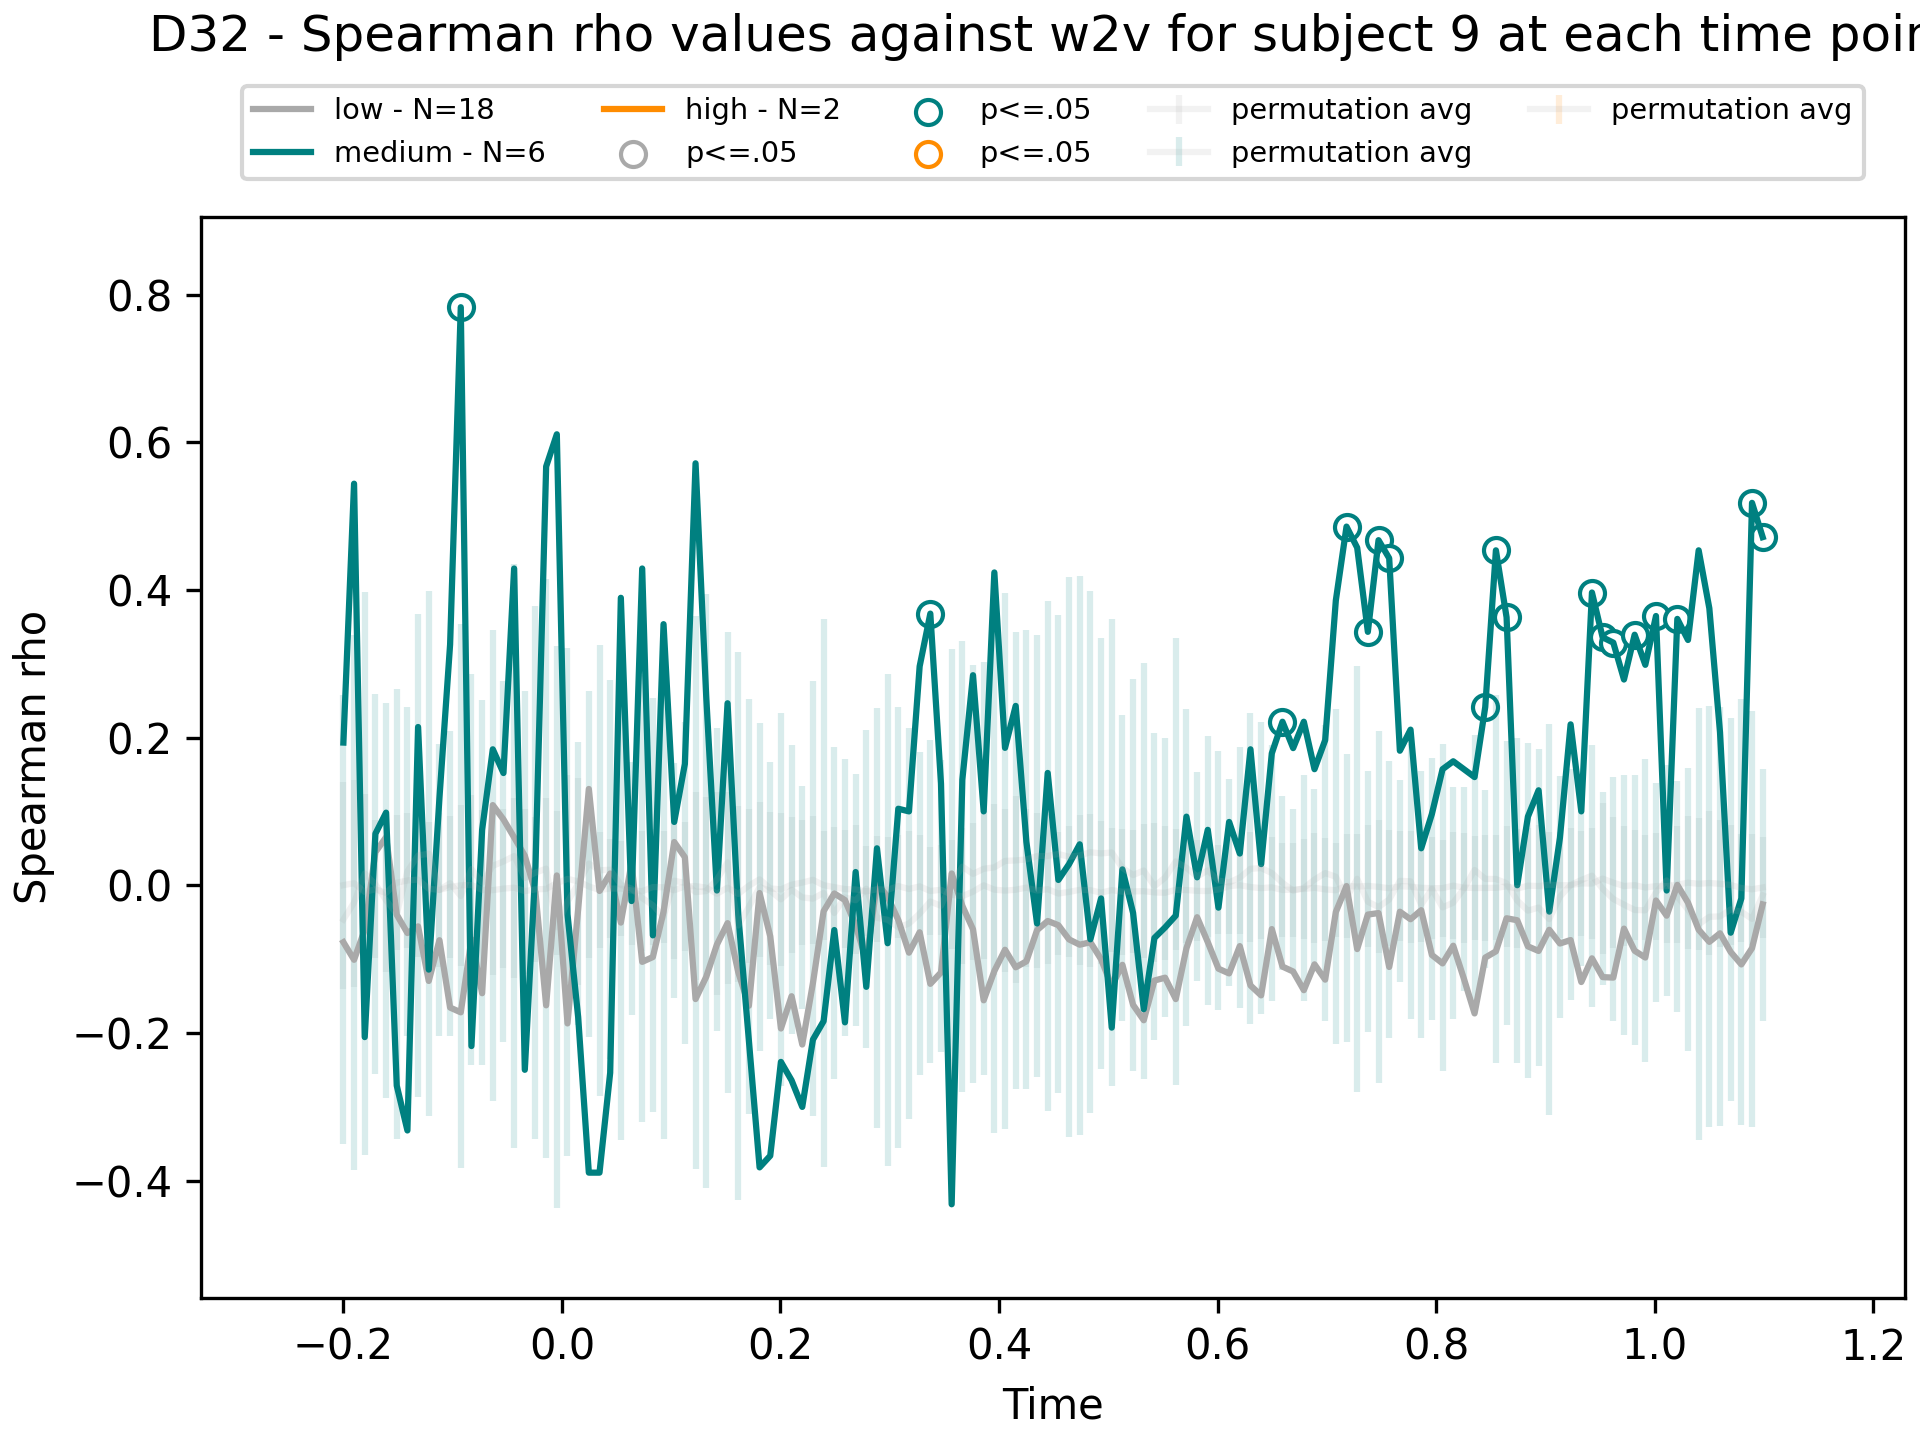 D32 - Spearman rho values against w2v for subject 9 at each time poin
low - N=18
medium - N=6
high - N=2
p<=.05
p<=.05
p<=.05
permutation avg
permutation avg
permutation avg
Spearman rho
0.8
0.6
0.4
0.2
0.0
−0.2
−0.4
−0.2
0.0
0.2
0.4
0.6
0.8
1.0
1.2
Time